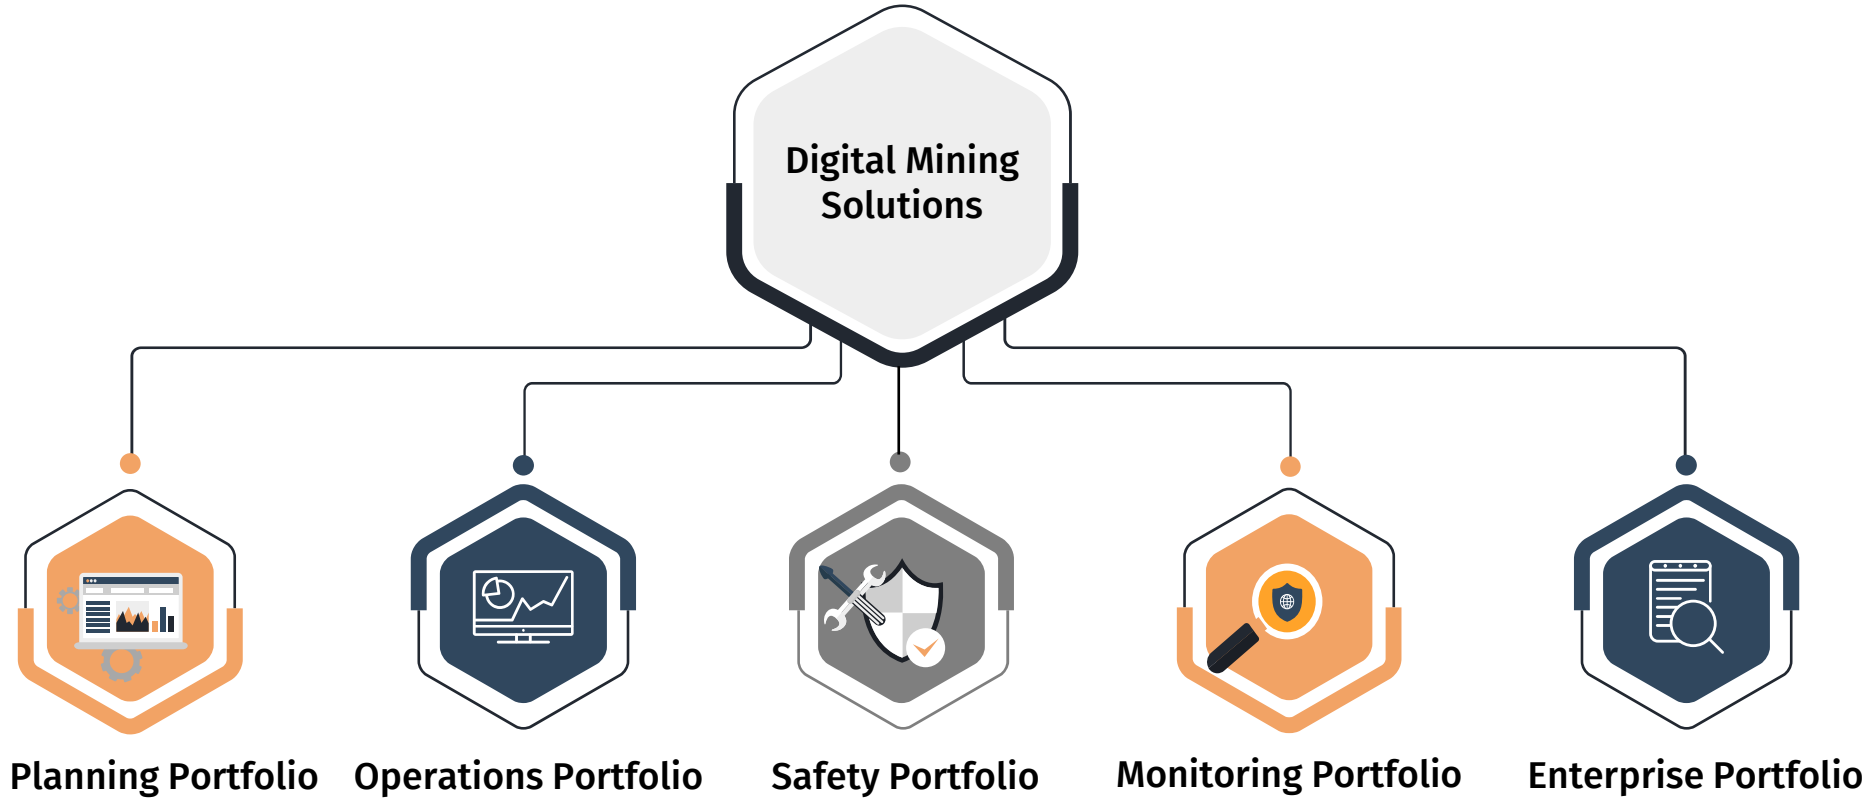 Digital Mining
Solutions
Planning Portfolio
Operations Portfolio
Safety Portfolio
Monitoring Portfolio
Enterprise Portfolio